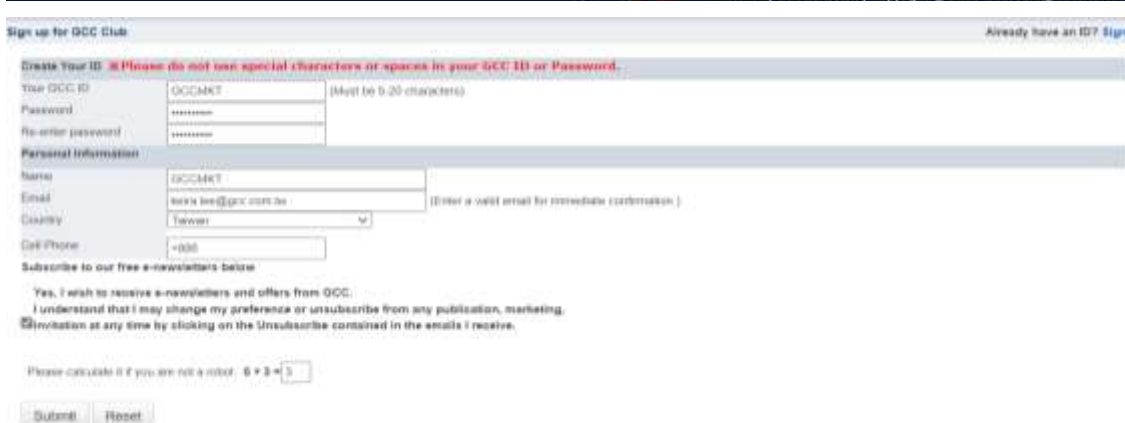 Sign up for GCC Club Already have an ID? Sign
Create Your ID ※Please do not use special characters or spaces in your GCC ID or Password.
Your GCC ID GCCMKT (Must be 5-20 characters)
Password ••••••••••
Re-enter password ••••••••••
Personal Information
Name GCCMKT
Email lee@gcc.com.tw (Enter a valid email for immediate confirmation.)
Country Taiwan
Cell Phone
Subscribe to our free e-newsletters below
Yes, I wish to receive e-newsletters and offers from GCC.
I understand that I may change my preference or unsubscribe from any publication, marketing,
invitation at any time by clicking on the Unsubscribe contained in the emails I receive.
Please calculate it if you are not a robot. + 3 = 3
Submit Reset